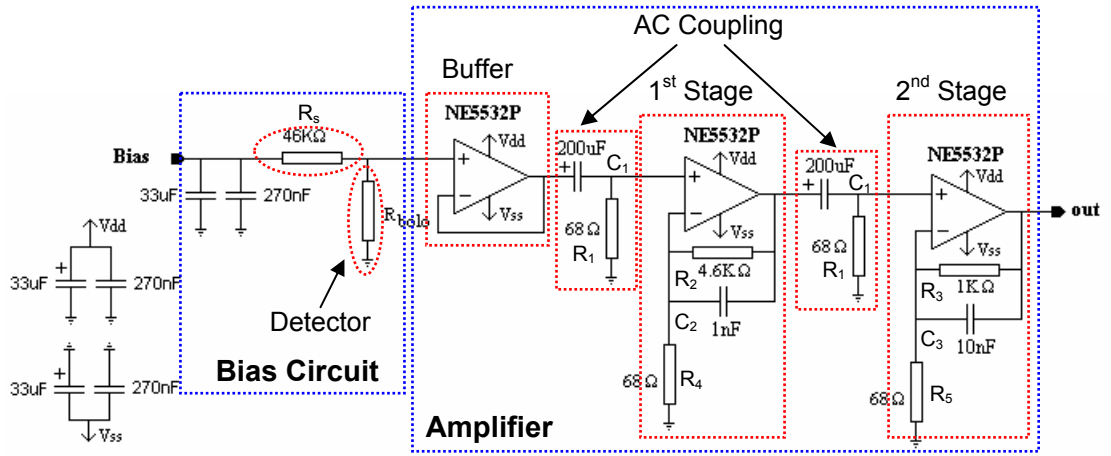 AC Coupling
Buffer
1st Stage
2nd Stage
Rs
46KΩ
NE5532P
NE5532P
NE5532P
Bias
Vdd
Vss
200uF
C1
68Ω
R1
Vdd
Vss
R2
4.6KΩ
C2
1nF
68Ω
R4
200uF
C1
68Ω
R1
Vdd
Vss
out
R3
1KΩ
C3
10nF
68Ω
R5
33uF
270nF
Rbolo
Vdd
33uF
270nF
Detector
33uF
270nF
Vss
Bias Circuit
Amplifier